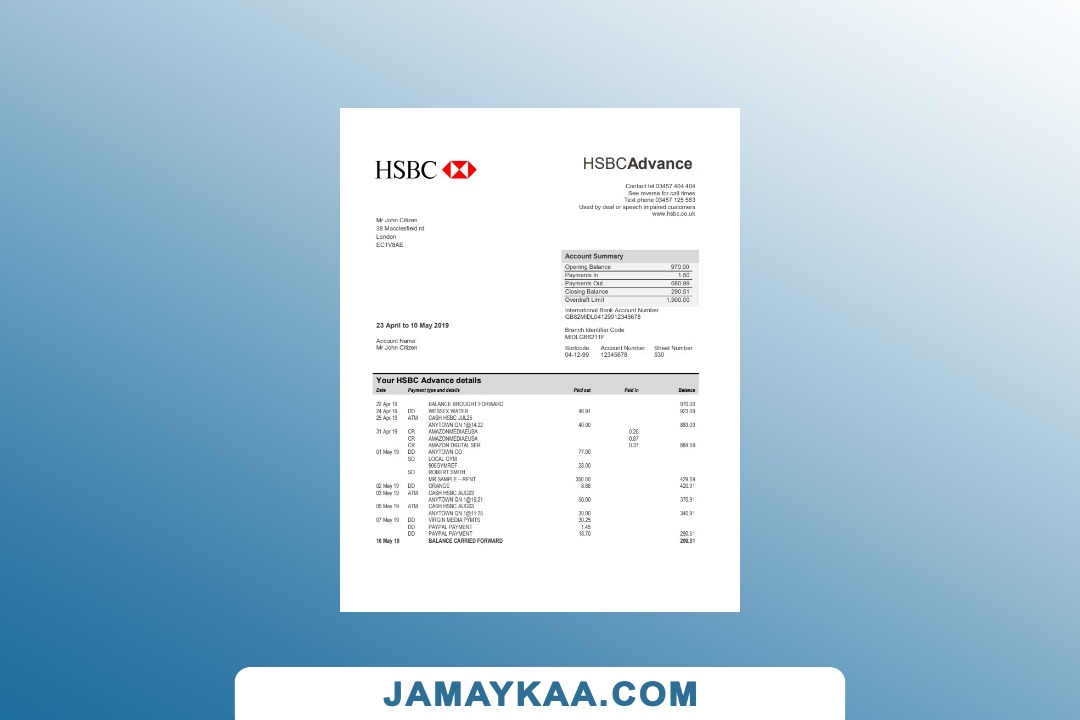 HSBC
HSBCAdvance
Contact tel 03457 404 404
See reverse for call times
Text phone 03457 125 563
Used by deaf or speech impaired customers
www.hsbc.co.uk
Mr John Citizen
38 Macclesfield rd
London
EC1V8AE
Account Summary
Opening Balance 970.00
Payments In 1.50
Payments Out 680.99
Closing Balance 290.51
Overdraft Limit 1,900.00
International Bank Account Number
GB82MIDL04129912345678
Branch Identifier Code
MIDLGB8211F
23 April to 10 May 2019
Account Name
Mr John Citizen
Sortcode Account Number Sheet Number
04-12-99 12345678 530
Your HSBC Advance details
Date Payment type and details Paid out Paid in Balance
22 Apr 19 BALANCE BROUGHT FORWARD 970.00
24 Apr 19 DD WESSEX WATER 46.91 923.09
25 Apr 19 ATM CASH HSBC JUL25
ANYTOWN QN 1@14:22 40.00 883.09
31 Apr 19 CR AMAZONMEDIAEUSA 0.26
CR AMAZONMEDIAEUSA 0.87
CR AMAZON DIGITAL SER 0.37 884.59
01 May 19 DD ANYTOWN CO 77.00
SO LOCAL GYM
906GYMREF 28.00
SO ROBERT SMITH
MR SAMPLE – RENT 350.00 429.59
02 May 19 DD ORANGE 8.68 420.91
03 May 19 ATM CASH HSBC AUG03
ANYTOWN QN 1@15:21 50.00 370.91
05 May 19 ATM CASH HSBC AUG03
ANYTOWN QN 1@11:25 30.00 340.91
07 May 19 DD VIRGIN MEDIA PYMTS 30.25
DD PAYPAL PAYMENT 1.45
DD PAYPAL PAYMENT 18.70 290.51
10 May 19 BALANCE CARRIED FORWARD 290.51
JAMAYKAA.COM